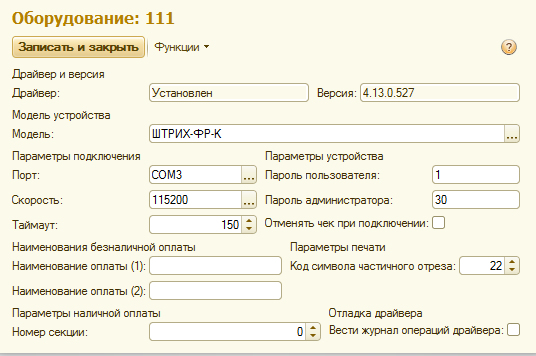 Оборудование: 111
Записать и закрыть Функции ?
Драйвер и версия
Драйвер: Установлен Версия: 4.13.0.527
Модель устройства
Модель: ШТРИХ-ФР-К ...
Параметры подключения Параметры устройства
Порт: COM3 ... Пароль пользователя: 1
Скорость: 115200 ... Пароль администратора: 30
Таймаут: 150 Отменять чек при подключении:
Наименования безналичной оплаты Параметры печати
Наименование оплаты (1): Код символа частичного отреза: 22
Наименование оплаты (2):
Параметры наличной оплаты Отладка драйвера
Номер секции: 0 Вести журнал операций драйвера: